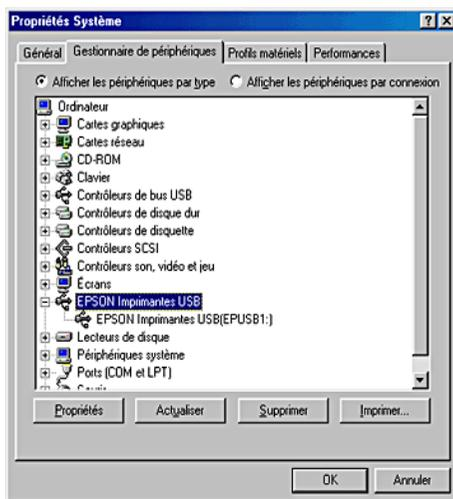 Propriétés Système
Général
Gestionnaire de périphériques
Profils matériels
Performances
Afficher les périphériques par type
Afficher les périphériques par connexion
Ordinateur
Cartes graphiques
Cartes réseau
CD-ROM
Clavier
Contrôleurs de bus USB
Contrôleurs de disque dur
Contrôleurs de disquette
Contrôleurs SCSI
Contrôleurs son, vidéo et jeu
Écrans
EPSON Imprimantes USB
EPSON Imprimantes USB(EPUSB1:)
Lecteurs de disque
Périphériques système
Ports (COM et LPT)
Propriétés
Actualiser
Supprimer
Imprimer...
OK
Annuler